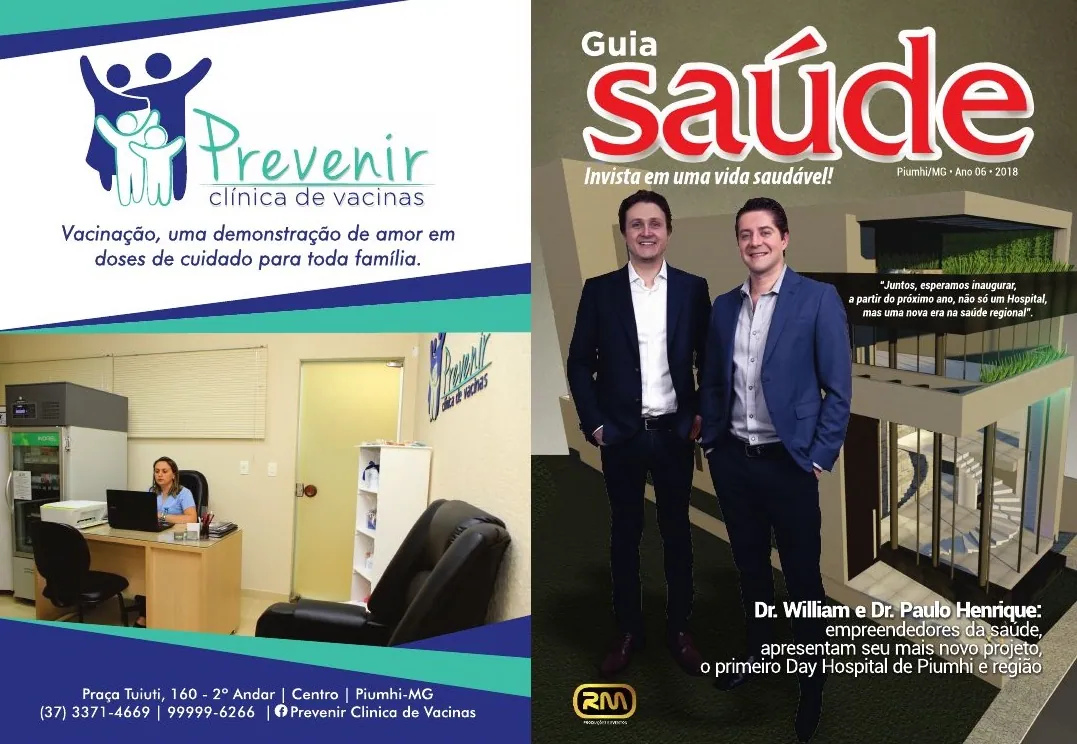 Prevenir
clínica de vacinas
Vacinação, uma demonstração de amor em
doses de cuidado para toda família.
Prevenir
clínica de vacinas
Praça Tuiuti, 160 - 2º Andar | Centro | Piumhi-MG
(37) 3371-4669 | 99999-6266 | Prevenir Clinica de Vacinas
Guia
saúde
Invista em uma vida saudável!
Piumhi/MG • Ano 06 • 2018
"Juntos, esperamos inaugurar,
a partir do próximo ano, não só um Hospital,
mas uma nova era na saúde regional".
Dr. William e Dr. Paulo Henrique:
empreendedores da saúde,
apresentam seu mais novo projeto,
o primeiro Day Hospital de Piumhi e região
RM
PRODUÇÕES E EVENTOS